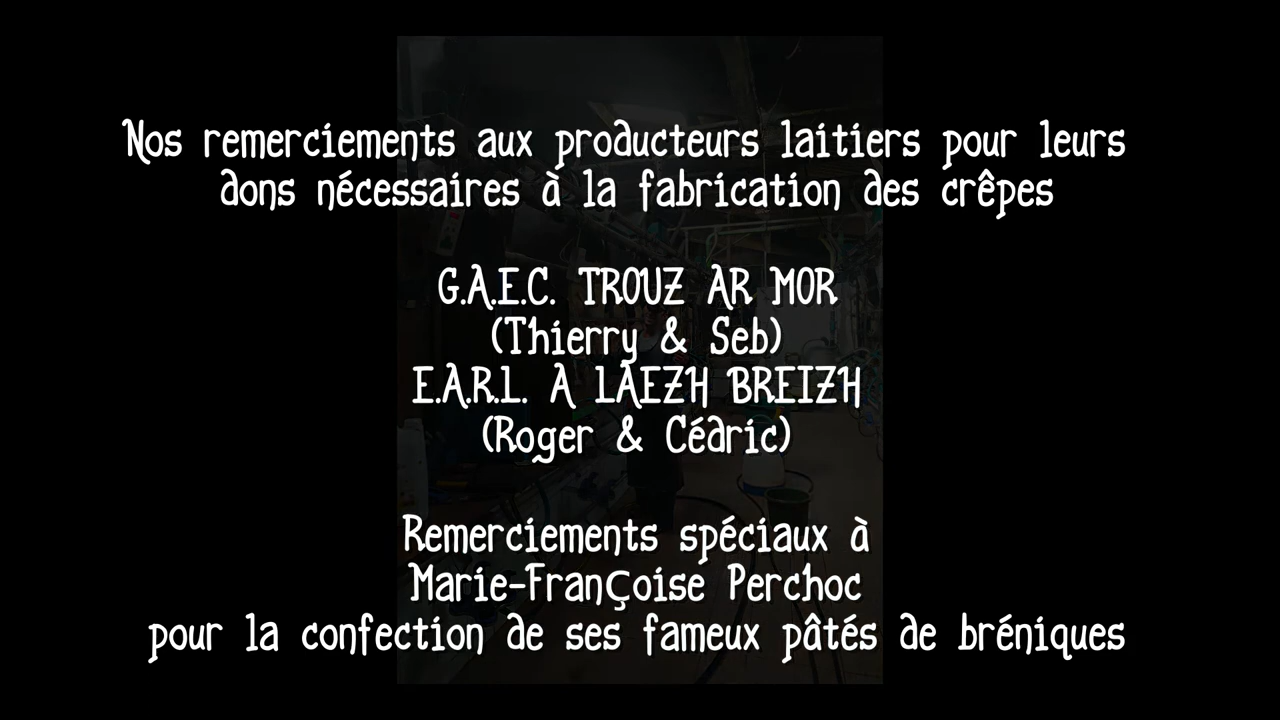 Nos remerciements aux producteurs laitiers pour leurs
dons nécessaires à la fabrication des crêpes
G.A.E.C. TROUZ AR MOR
(Thierry & Seb)
E.A.R.L. A LAEZH BREIZH
(Roger & Cédric)
Remerciements spéciaux à
Marie-Françoise Perchoc
pour la confection de ses fameux pâtés de bréniques